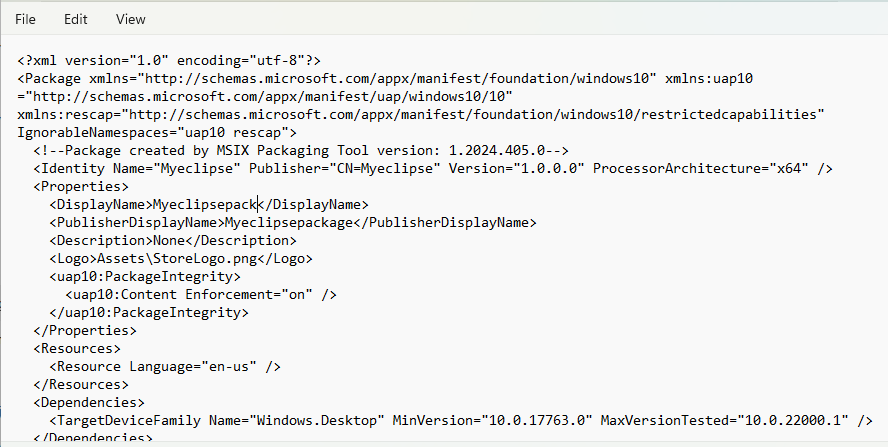 File Edit View
<?xml version="1.0" encoding="utf-8"?>
<Package xmlns="http://schemas.microsoft.com/appx/manifest/foundation/windows10" xmlns:uap10
="http://schemas.microsoft.com/appx/manifest/uap/windows10/10"
xmlns:rescap="http://schemas.microsoft.com/appx/manifest/foundation/windows10/restrictedcapabilities"
IgnorableNamespaces="uap10 rescap">
  <!--Package created by MSIX Packaging Tool version: 1.2024.405.0-->
  <Identity Name="Myeclipse" Publisher="CN=Myeclipse" Version="1.0.0.0" ProcessorArchitecture="x64" />
  <Properties>
    <DisplayName>Myeclipsepack</DisplayName>
    <PublisherDisplayName>Myeclipsepackage</PublisherDisplayName>
    <Description>None</Description>
    <Logo>Assets\StoreLogo.png</Logo>
    <uap10:PackageIntegrity>
      <uap10:Content Enforcement="on" />
    </uap10:PackageIntegrity>
  </Properties>
  <Resources>
    <Resource Language="en-us" />
  </Resources>
  <Dependencies>
    <TargetDeviceFamily Name="Windows.Desktop" MinVersion="10.0.17763.0" MaxVersionTested="10.0.22000.1" />
  </Dependencies>